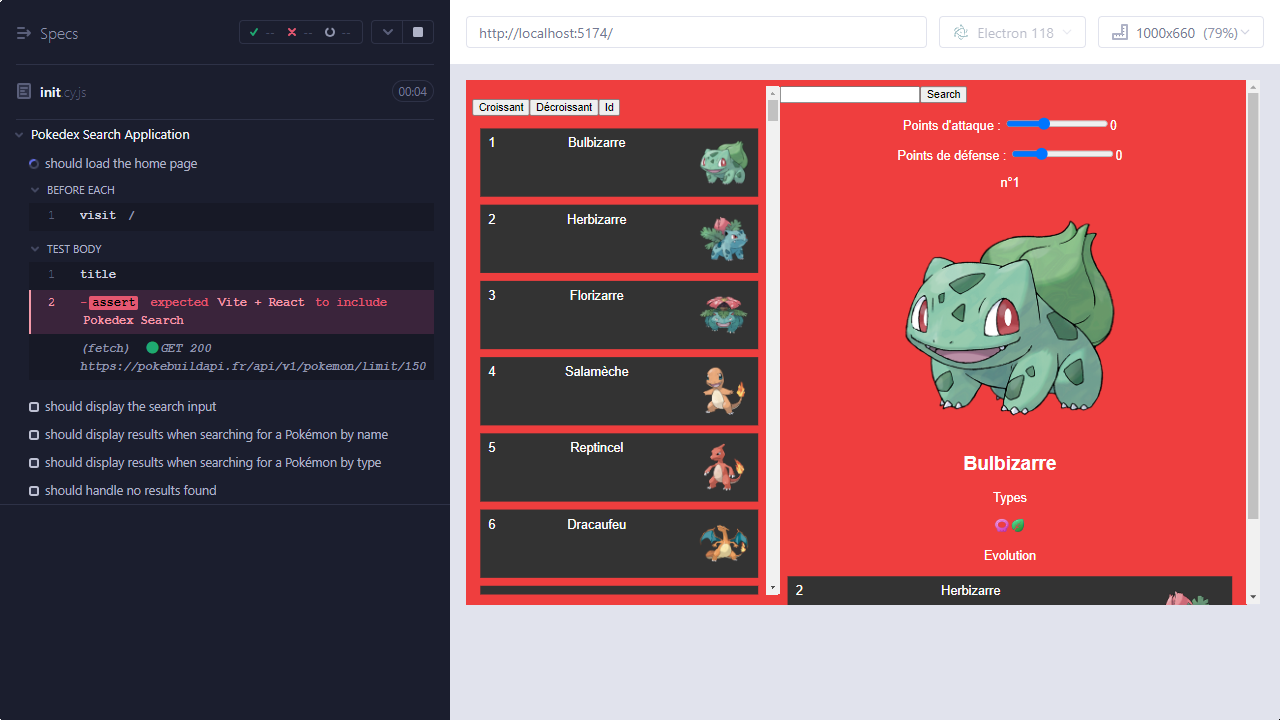 Specs
-- -- --
init.cy.js
00:04
Pokedex Search Application
should load the home page
BEFORE EACH
1 visit /
TEST BODY
1 title
2 -assert expected Vite + React to include
Pokedex Search
(fetch) GET 200
https://pokebuildapi.fr/api/v1/pokemon/limit/150
should display the search input
should display results when searching for a Pokémon by name
should display results when searching for a Pokémon by type
should handle no results found
http://localhost:5174/
Electron 118
1000x660 (79%)
Croissant Décroissant Id
1 Bulbizarre
2 Herbizarre
3 Florizarre
4 Salamèche
5 Reptincel
6 Dracaufeu
Search
Points d'attaque : 0
Points de défense : 0
n°1
Bulbizarre
Types
Evolution
2 Herbizarre